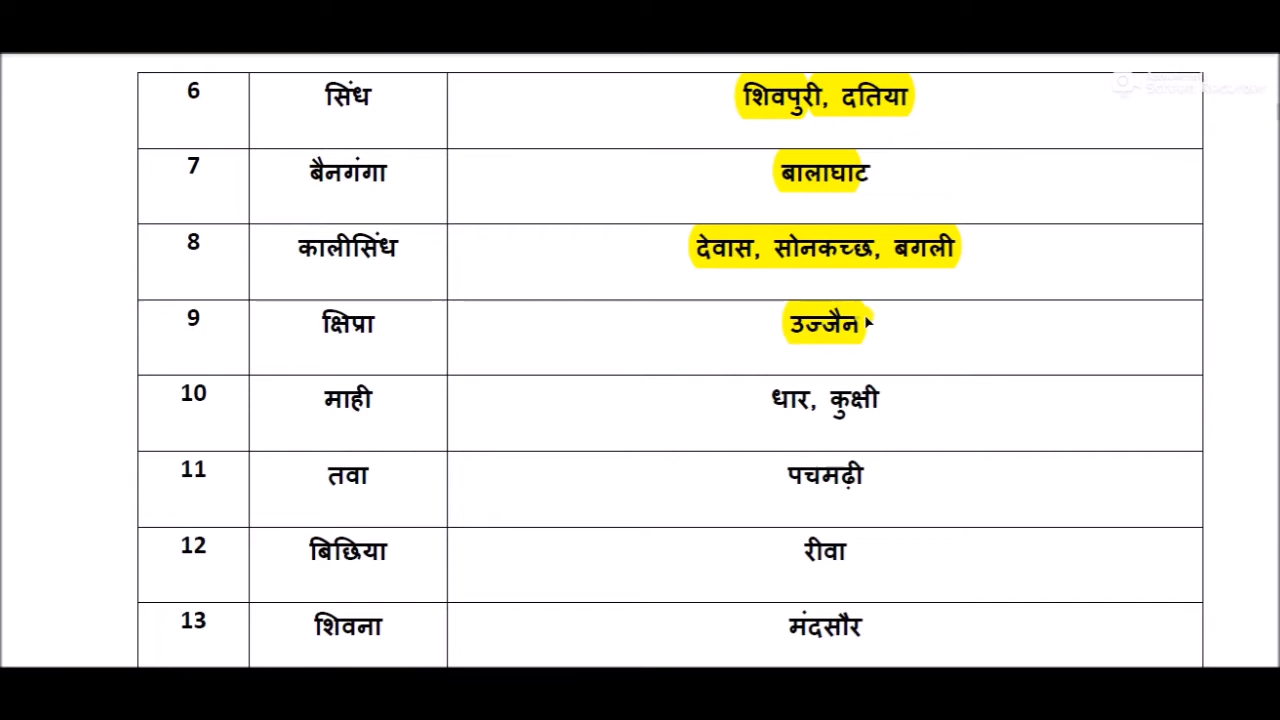 6 सिंध शिवपुरी, दतिया
7 बैनगंगा बालाघाट
8 कालीसिंध देवास, सोनकच्छ, बगली
9 क्षिप्रा उज्जैन
10 माही धार, कुक्षी
11 तवा पचमढ़ी
12 बिछिया रीवा
13 शिवना मंदसौर